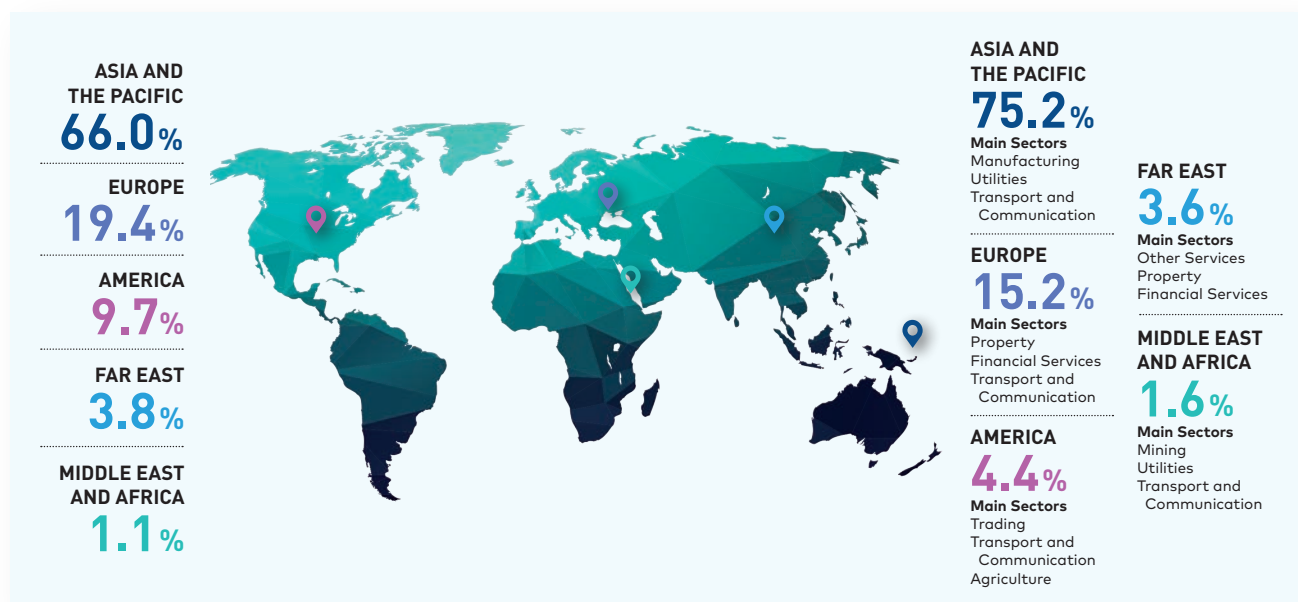 ASIA AND
THE PACIFIC
66.0%
EUROPE
19.4%
AMERICA
9.7%
FAR EAST
3.8%
MIDDLE EAST
AND AFRICA
1.1%
ASIA AND
THE PACIFIC
75.2%
Main Sectors
Manufacturing
Utilities
Transport and
Communication
EUROPE
15.2%
Main Sectors
Property
Financial Services
Transport and
Communication
AMERICA
4.4%
Main Sectors
Trading
Transport and
Communication
Agriculture
FAR EAST
3.6%
Main Sectors
Other Services
Property
Financial Services
MIDDLE EAST
AND AFRICA
1.6%
Main Sectors
Mining
Utilities
Transport and
Communication